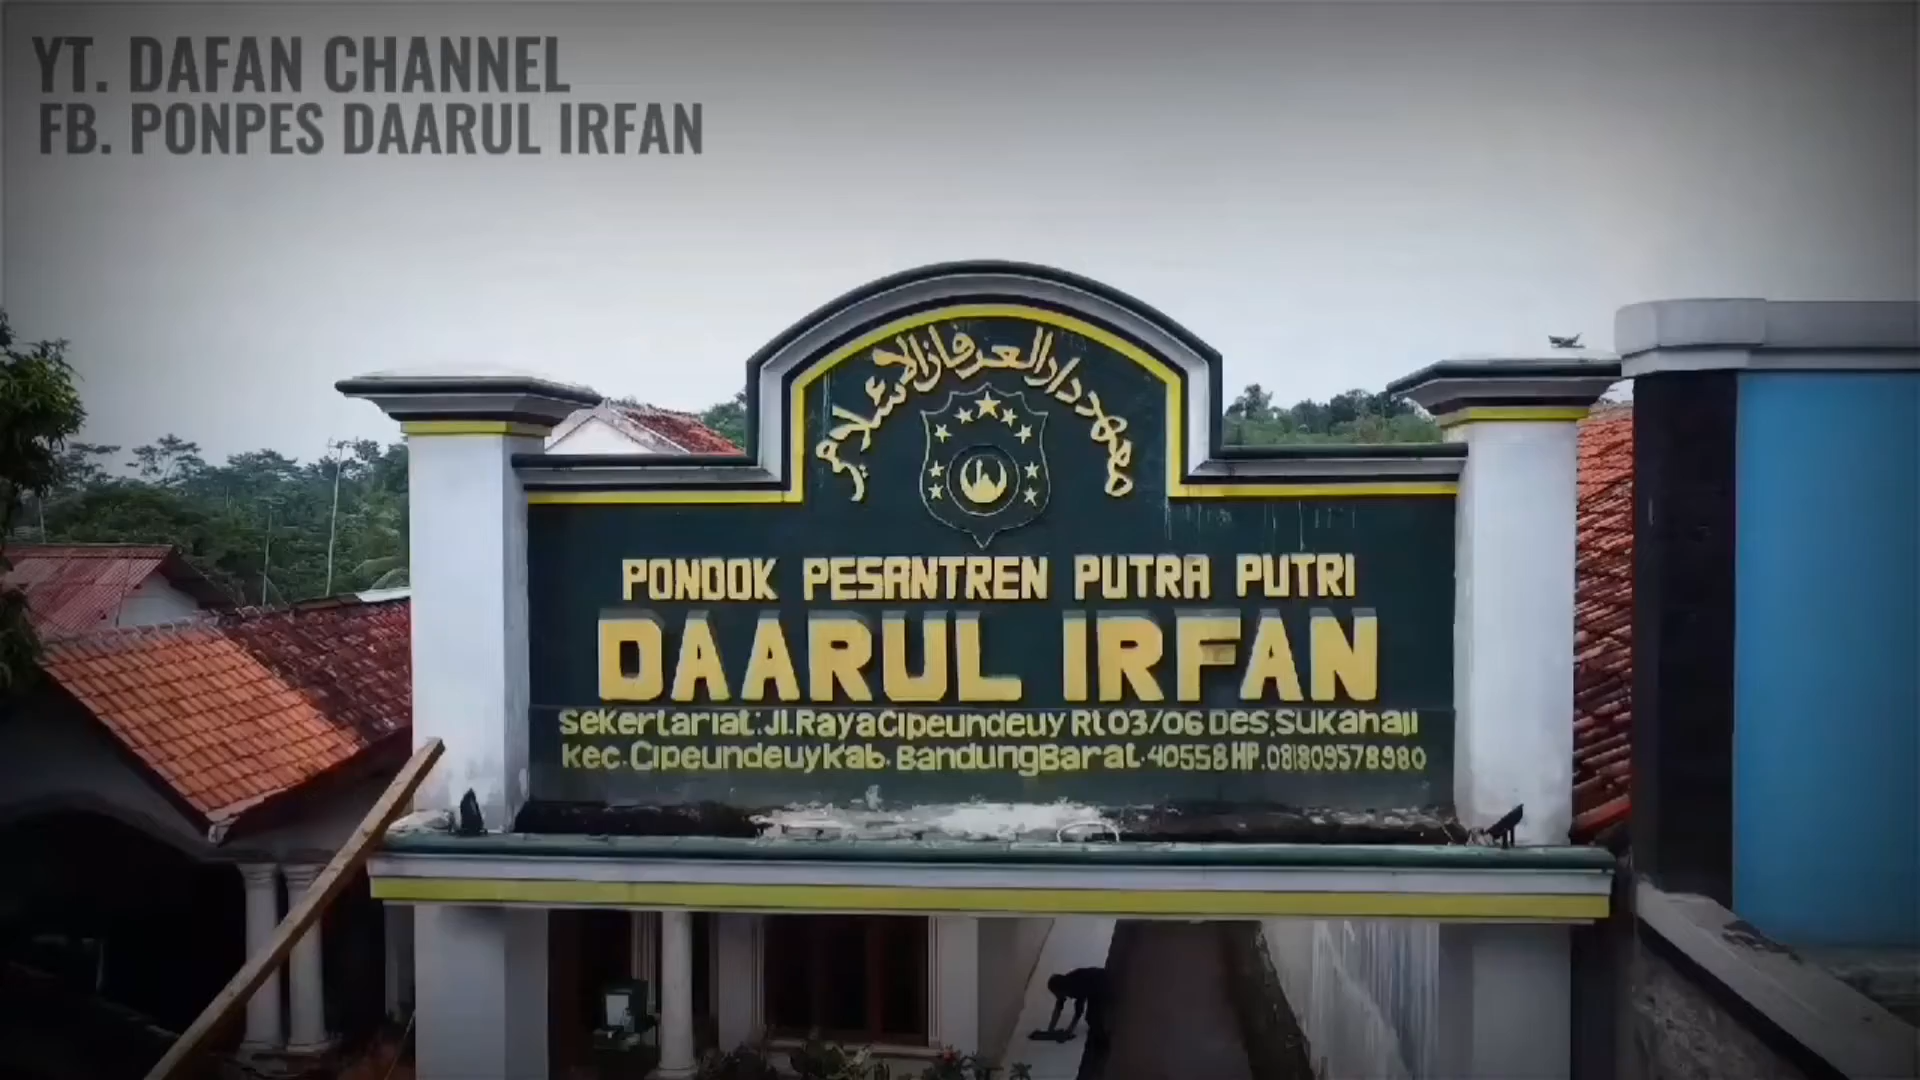 YT. DAFAN CHANNEL
FB. PONPES DAARUL IRFAN
معهد دار العرفان الاسلامي
PONDOK PESANTREN PUTRA PUTRI
DAARUL IRFAN
Sekertariat: Jl. Raya Cipeundeuy Rt 03/06 Des. Sukahaji
Kec. Cipeundeuy Kab. Bandung Barat. 40558 HP. 081809578980